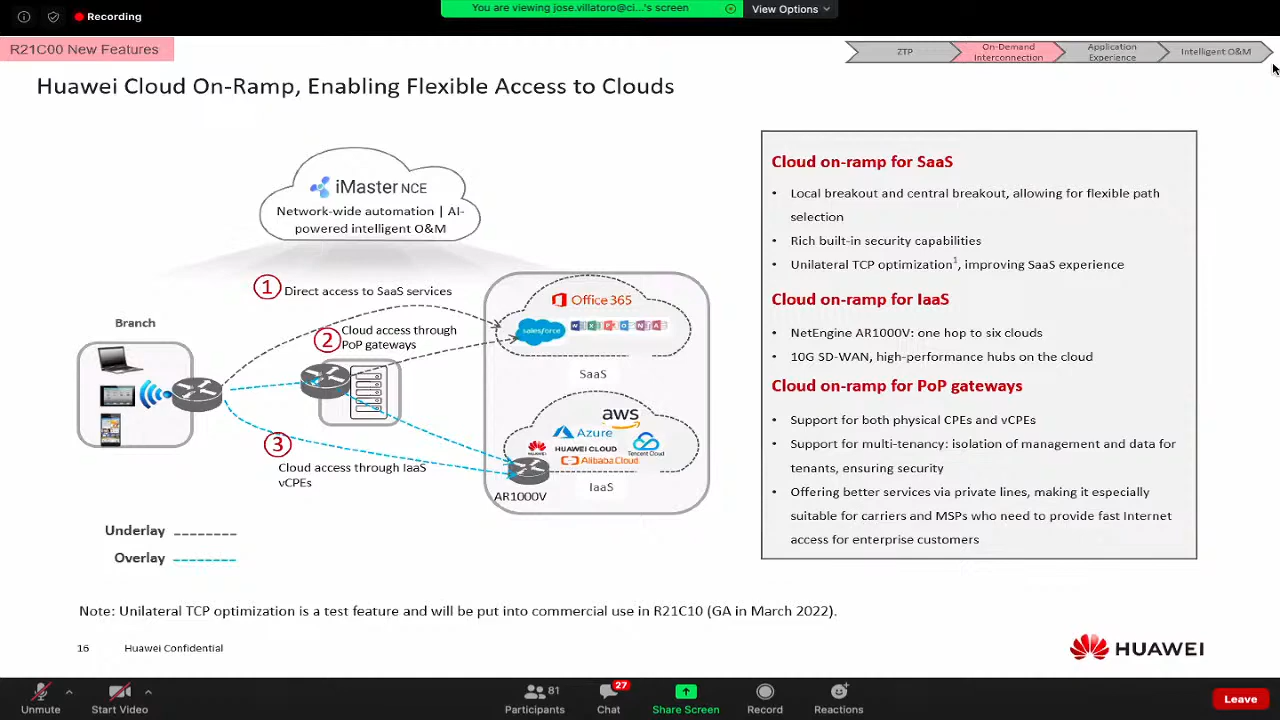 Recording
You are viewing jose.villatoro@ci...'s screen
View Options
R21C00 New Features
ZTP
On-Demand
Interconnection
Application
Experience
Intelligent O&M
Huawei Cloud On-Ramp, Enabling Flexible Access to Clouds
iMaster NCE
Network-wide automation | AI-
powered intelligent O&M
1
Direct access to SaaS services
Branch
2
Cloud access through
PoP gateways
Office 365
salesforce
SaaS
aws
Azure
HUAWEI
HUAWEI CLOUD
Tencent Cloud
Alibaba Cloud
IaaS
AR1000V
3
Cloud access through IaaS
vCPEs
Underlay
Overlay
Cloud on-ramp for SaaS
• Local breakout and central breakout, allowing for flexible path
selection
• Rich built-in security capabilities
• Unilateral TCP optimization1, improving SaaS experience
Cloud on-ramp for IaaS
• NetEngine AR1000V: one hop to six clouds
• 10G SD-WAN, high-performance hubs on the cloud
Cloud on-ramp for PoP gateways
• Support for both physical CPEs and vCPEs
• Support for multi-tenancy: isolation of management and data for
tenants, ensuring security
• Offering better services via private lines, making it especially
suitable for carriers and MSPs who need to provide fast Internet
access for enterprise customers
Note: Unilateral TCP optimization is a test feature and will be put into commercial use in R21C10 (GA in March 2022).
16
Huawei Confidential
HUAWEI
Unmute
Start Video
81
Participants
27
Chat
Share Screen
Record
Reactions
Leave